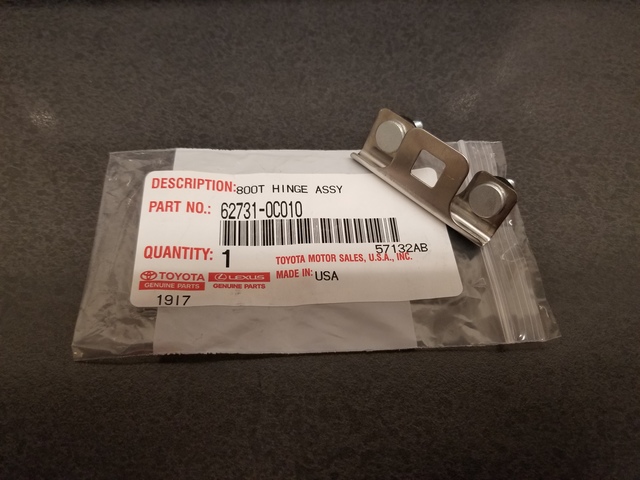 DESCRIPTION: 800T HINGE ASSY
PART NO.: 62731-0C010
57132AB
QUANTITY: 1 TOYOTA MOTOR SALES, U.S.A., INC.
TOYOTA LEXUS MADE IN: USA
GENUINE PARTS GENUINE PARTS
1917